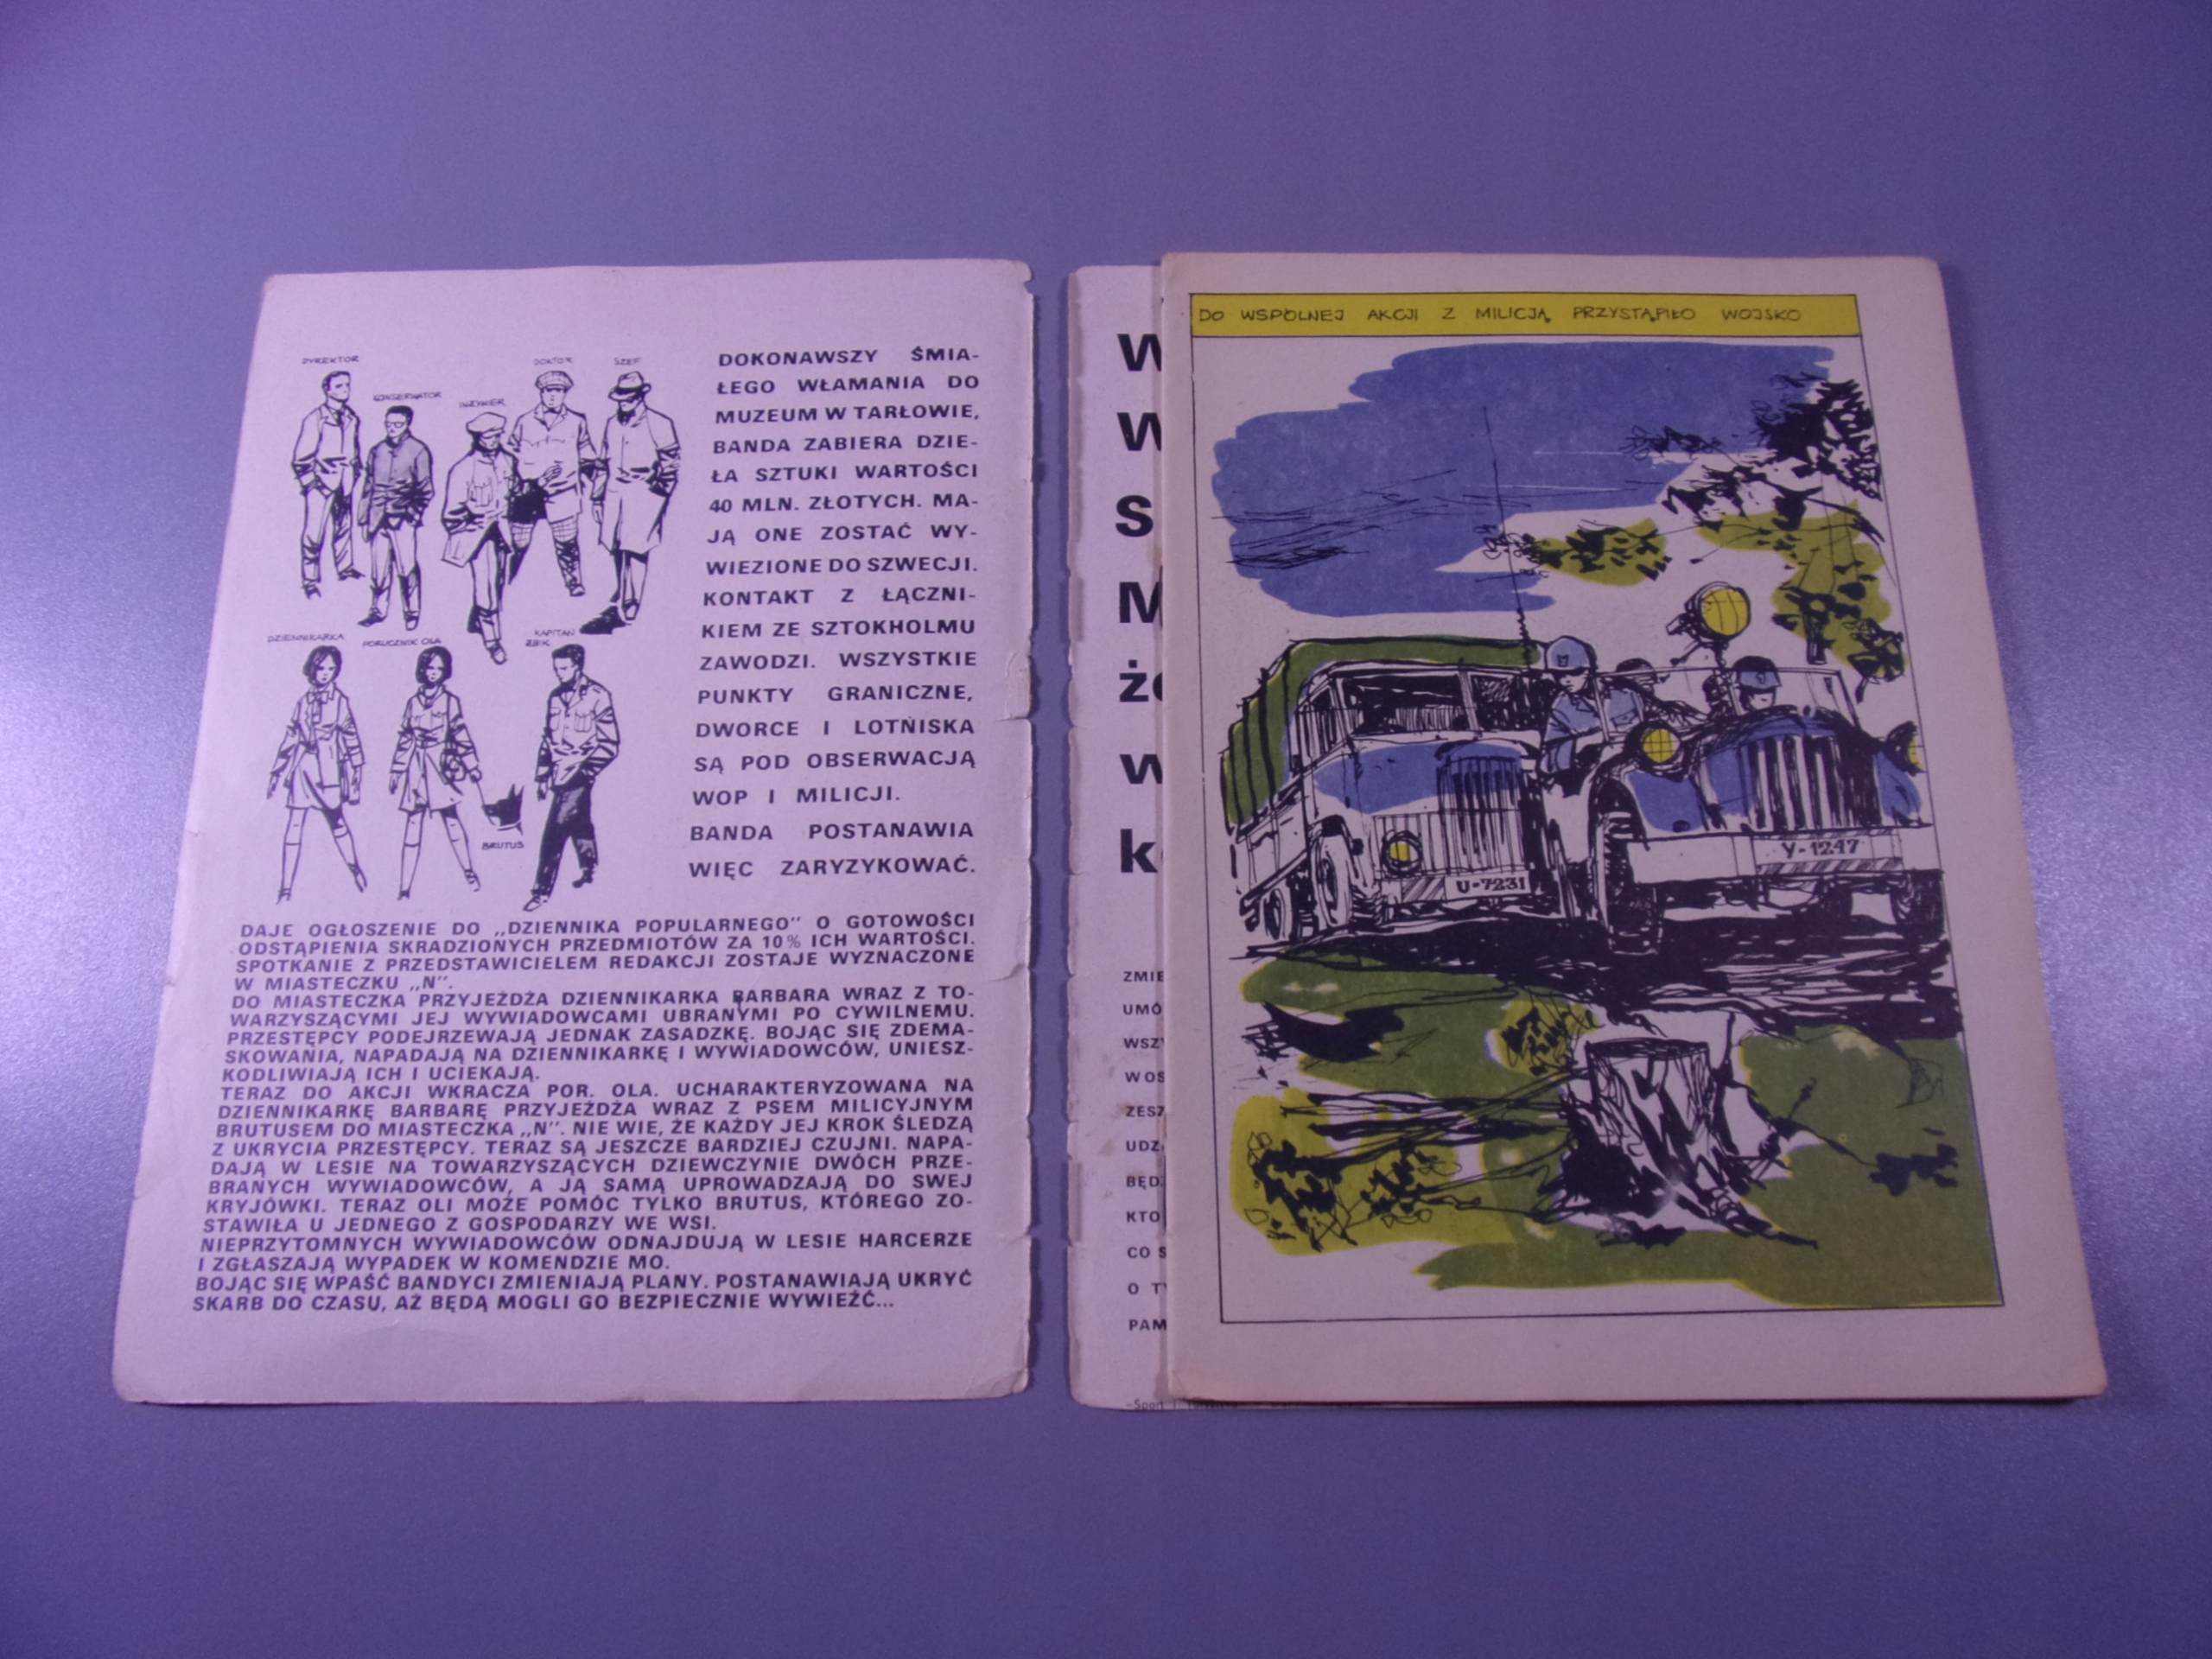 DYREKTOR
KONSERWATOR
INŻYNIER
DOKTOR
SZEF
DZIENNIKARKA
PORUCZNIK OLA
KAPITAN
ŻBIK
BRUTUS
DOKONAWSZY ŚMIA-
ŁEGO WŁAMANIA DO
MUZEUM W TARŁOWIE,
BANDA ZABIERA DZIE-
ŁA SZTUKI WARTOŚCI
40 MLN. ZŁOTYCH. MA-
JĄ ONE ZOSTAĆ WY-
WIEZIONE DO SZWECJI.
KONTAKT Z ŁĄCZNI-
KIEM ZE SZTOKHOLMU
ZAWODZI. WSZYSTKIE
PUNKTY GRANICZNE,
DWORCE I LOTNISKA
SĄ POD OBSERWACJĄ
WOP I MILICJI.
BANDA POSTANAWIA
WIĘC ZARYZYKOWAĆ.
DAJE OGŁOSZENIE DO „DZIENNIKA POPULARNEGO” O GOTOWOŚCI
ODSTĄPIENIA SKRADZIONYCH PRZEDMIOTÓW ZA 10% ICH WARTOŚCI.
SPOTKANIE Z PRZEDSTAWICIELEM REDAKCJI ZOSTAJE WYZNACZONE
W MIASTECZKU „N”.
DO MIASTECZKA PRZYJEŻDŻA DZIENNIKARKA BARBARA WRAZ Z TO-
WARZYSZĄCYMI JEJ WYWIADOWCAMI UBRANYMI PO CYWILNEMU.
PRZESTĘPCY PODEJRZEWAJĄ JEDNAK ZASADZKĘ. BOJĄC SIĘ ZDEMA-
SKOWANIA, NAPADAJĄ NA DZIENNIKARKĘ I WYWIADOWCÓW, UNIESZ-
KODLIWIAJĄ ICH I UCIEKAJĄ.
TERAZ DO AKCJI WKRACZA POR. OLA. UCHARAKTERYZOWANA NA
DZIENNIKARKĘ BARBARĘ PRZYJEŻDŻA WRAZ Z PSEM MILICYJNYM
BRUTUSEM DO MIASTECZKA „N”. NIE WIE, ŻE KAŻDY JEJ KROK ŚLEDZĄ
Z UKRYCIA PRZESTĘPCY. TERAZ SĄ JESZCZE BARDZIEJ CZUJNI. NAPA-
DAJĄ W LESIE NA TOWARZYSZĄCYCH DZIEWCZYNIE DWÓCH PRZE-
BRANYCH WYWIADOWCÓW, A JĄ SAMĄ UPROWADZAJĄ DO SWEJ
KRYJÓWKI. TERAZ OLI MOŻE POMÓC TYLKO BRUTUS, KTÓREGO ZO-
STAWIŁA U JEDNEGO Z GOSPODARZY WE WSI.
NIEPRZYTOMNYCH WYWIADOWCÓW ODNAJDUJĄ W LESIE HARCERZE
I ZGŁASZAJĄ WYPADEK W KOMENDZIE MO.
BOJĄC SIĘ WPAŚĆ BANDYCI ZMIENIAJĄ PLANY. POSTANAWIAJĄ UKRYĆ
SKARB DO CZASU, AŻ BĘDĄ MOGLI GO BEZPIECZNIE WYWIEŹĆ...
W
W
S
M
ż
w
k
ZMIE
UMÓ
WSZY
W OS
ZESZ
UDZ
BĘD
KTO
CO S
O T
PAM
DO WSPÓLNEJ AKCJI Z MILICJĄ PRZYSTĄPIŁO WOJSKO
U-7231
Y-1247